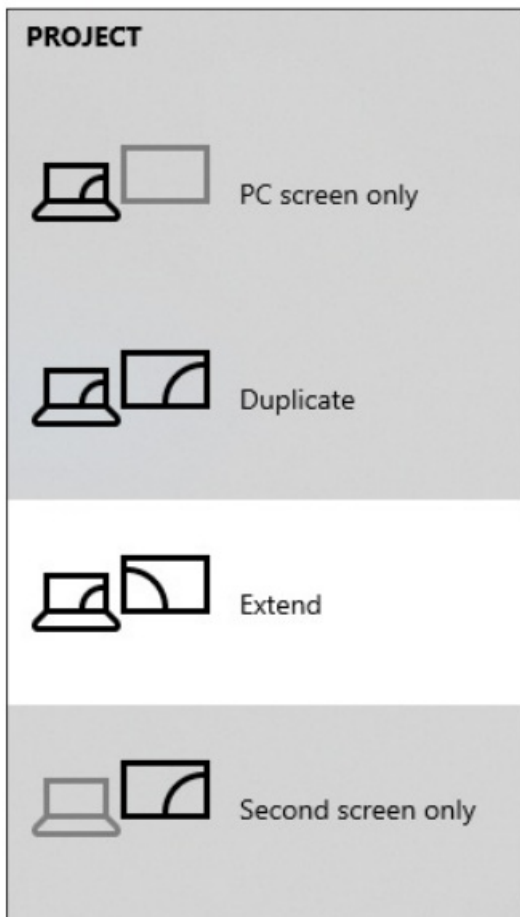 PROJECT
PC screen only
Duplicate
Extend
Second screen only